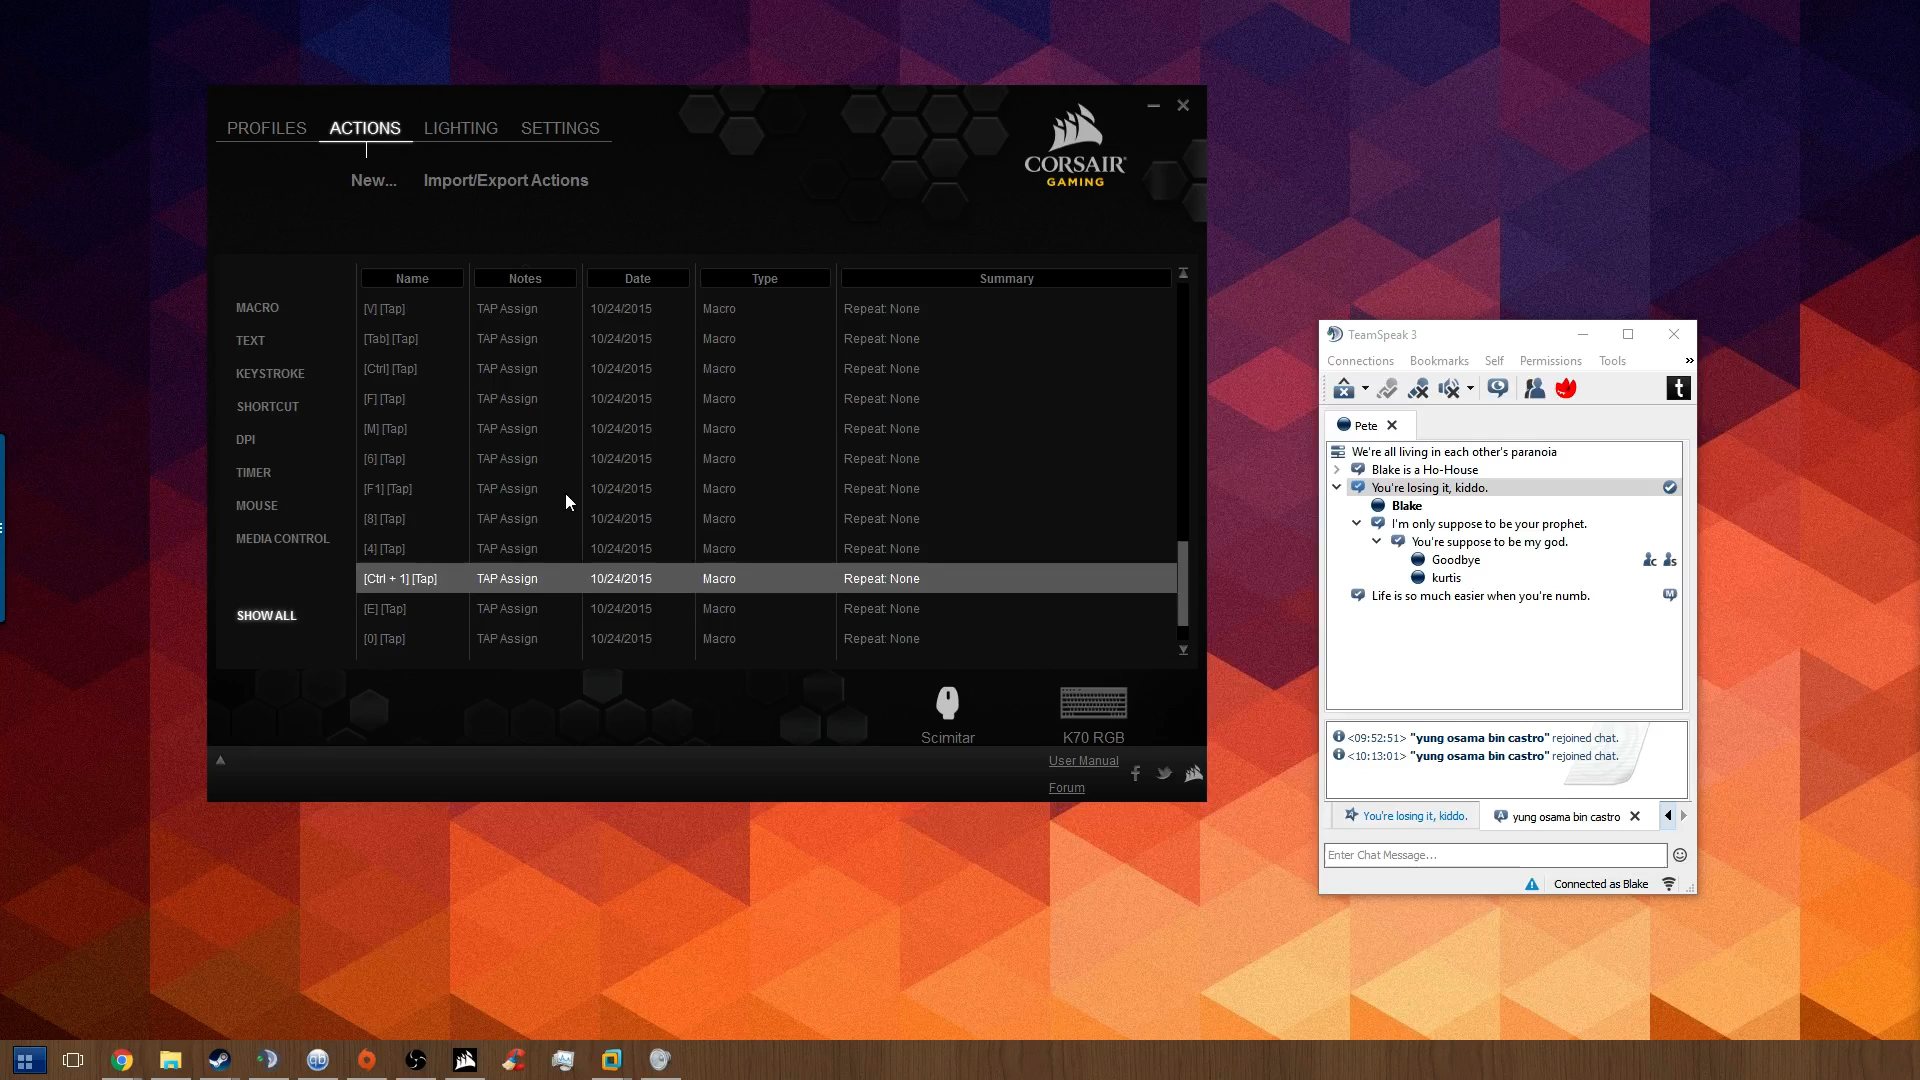 PROFILES ACTIONS LIGHTING SETTINGS
New... Import/Export Actions
CORSAIR
GAMING
Name Notes Date Type Summary
MACRO
TEXT
KEYSTROKE
SHORTCUT
DPI
TIMER
MOUSE
MEDIA CONTROL
SHOW ALL
[V] [Tap] TAP Assign 10/24/2015 Macro Repeat: None
[Tab] [Tap] TAP Assign 10/24/2015 Macro Repeat: None
[Ctrl] [Tap] TAP Assign 10/24/2015 Macro Repeat: None
[F] [Tap] TAP Assign 10/24/2015 Macro Repeat: None
[M] [Tap] TAP Assign 10/24/2015 Macro Repeat: None
[6] [Tap] TAP Assign 10/24/2015 Macro Repeat: None
[F1] [Tap] TAP Assign 10/24/2015 Macro Repeat: None
[8] [Tap] TAP Assign 10/24/2015 Macro Repeat: None
[4] [Tap] TAP Assign 10/24/2015 Macro Repeat: None
[Ctrl + 1] [Tap] TAP Assign 10/24/2015 Macro Repeat: None
[E] [Tap] TAP Assign 10/24/2015 Macro Repeat: None
[0] [Tap] TAP Assign 10/24/2015 Macro Repeat: None
Scimitar K70 RGB
User Manual
Forum
TeamSpeak 3
Connections Bookmarks Self Permissions Tools »
t
Pete
We're all living in each other's paranoia
Blake is a Ho-House
You're losing it, kiddo.
Blake
I'm only suppose to be your prophet.
You're suppose to be my god.
Goodbye
kurtis
Life is so much easier when you're numb.
<09:52:51> "yung osama bin castro" rejoined chat.
<10:13:01> "yung osama bin castro" rejoined chat.
You're losing it, kiddo. yung osama bin castro
Enter Chat Message...
Connected as Blake